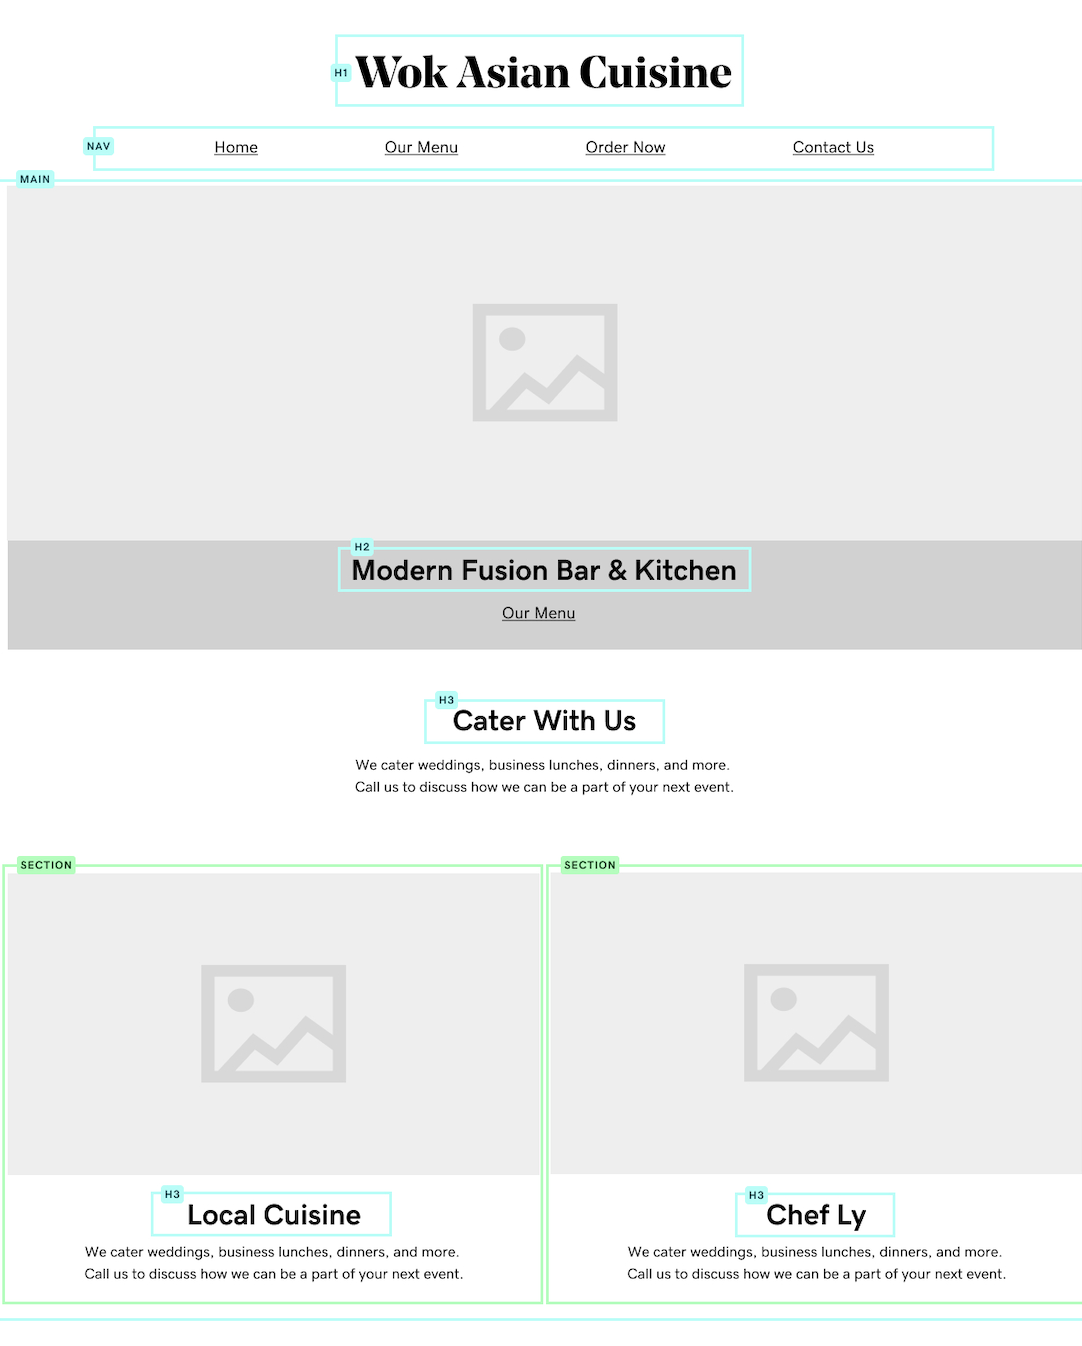 H1
Wok Asian Cuisine
NAV
Home Our Menu Order Now Contact Us
MAIN
H2
Modern Fusion Bar & Kitchen
Our Menu
H3
Cater With Us
We cater weddings, business lunches, dinners, and more.
Call us to discuss how we can be a part of your next event.
SECTION
H3
Local Cuisine
We cater weddings, business lunches, dinners, and more.
Call us to discuss how we can be a part of your next event.
SECTION
H3
Chef Ly
We cater weddings, business lunches, dinners, and more.
Call us to discuss how we can be a part of your next event.